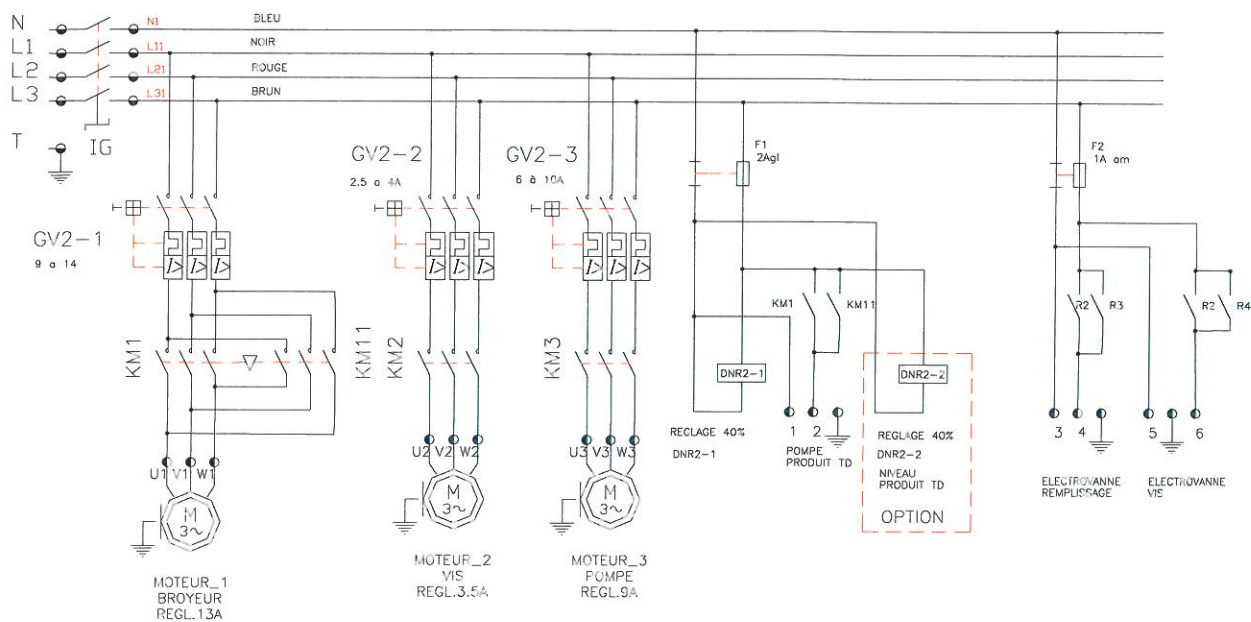 N
N1
BLEU
L1
L11
NOIR
L2
L21
ROUGE
L3
L31
BRUN
T
IG
GV2-1
9 a 14
GV2-2
2.5 a 4A
GV2-3
6 à 10A
F1
2AgI
F2
1A am
I>
I>
I>
I>
I>
I>
I>
I>
I>
KM1
KM11
KM2
KM3
KM1
KM11
R2
R3
R2
R4
DNR2-1
DNR2-2
U1
V1
W1
U2
V2
W2
U3
V3
W3
1
2
3
4
5
6
M
3~
M
3~
M
3~
MOTEUR_1
BROYEUR
REGL.13A
MOTEUR_2
VIS
REGL.3.5A
MOTEUR_3
POMPE
REGL.9A
REGLAGE 40%
DNR2-1
POMPE
PRODUIT TD
REGLAGE 40%
DNR2-2
NIVEAU
PRODUIT TD
OPTION
ELECTROVANNE
REMPLISSAGE
ELECTROVANNE
VIS